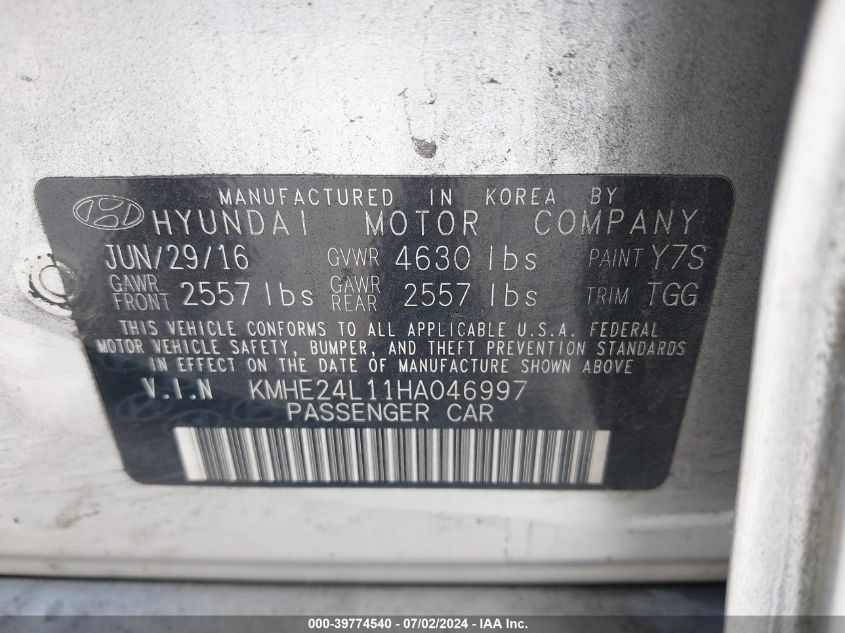 MANUFACTURED IN KOREA BY
HYUNDAI MOTOR COMPANY
JUN/29/16 GVWR 4630 lbs PAINT Y7S
GAWR FRONT 2557 lbs GAWR REAR 2557 lbs TRIM TGG
THIS VEHICLE CONFORMS TO ALL APPLICABLE U.S.A. FEDERAL
MOTOR VEHICLE SAFETY, BUMPER, AND THEFT PREVENTION STANDARDS
IN EFFECT ON THE DATE OF MANUFACTURE SHOWN ABOVE
V.I.N KMHE24L11HA046997
PASSENGER CAR
000-39774540 - 07/02/2024 - IAA Inc.